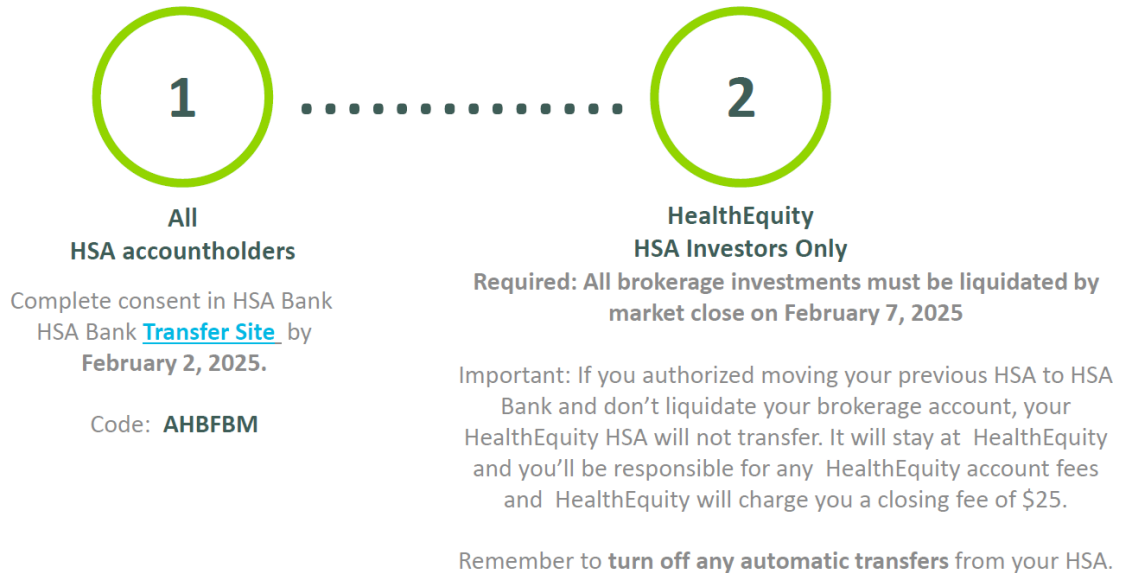 1
All
HSA accountholders
Complete consent in HSA Bank
HSA Bank Transfer Site by
February 2, 2025.
Code: AHBFBM
2
HealthEquity
HSA Investors Only
Required: All brokerage investments must be liquidated by
market close on February 7, 2025
Important: If you authorized moving your previous HSA to HSA
Bank and don’t liquidate your brokerage account, your
HealthEquity HSA will not transfer. It will stay at HealthEquity
and you’ll be responsible for any HealthEquity account fees
and HealthEquity will charge you a closing fee of $25.
Remember to turn off any automatic transfers from your HSA.